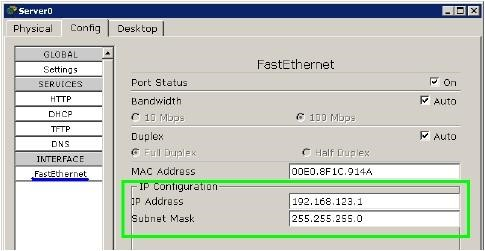 Server0
Physical Config Desktop
GLOBAL
Settings
SERVICES
HTTP
DHCP
TFTP
DNS
INTERFACE
FastEthernet
FastEthernet
Port Status On
Bandwidth Auto
10 Mbps 100 Mbps
Duplex Auto
Full Duplex Half Duplex
MAC Address 00E0.8F1C.914A
IP Configuration
IP Address 192.168.123.1
Subnet Mask 255.255.255.0